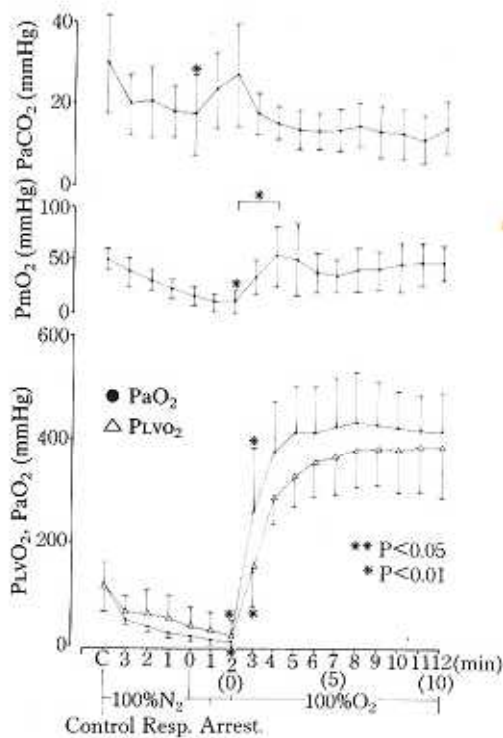 PaCO₂ (mmHg)
40
20
0
*
PmO₂ (mmHg)
100
50
0
*
*
PLVO₂, PaO₂ (mmHg)
600
400
200
0
● PaO₂
△ PLVO₂
*
*
*
*
** P<0.05
* P<0.01
C 3 2 1 0 1 2 3 4 5 6 7 8 9 10 11 12 (min)
(0) (5) (10)
100%N₂ 100%O₂
Control Resp. Arrest.